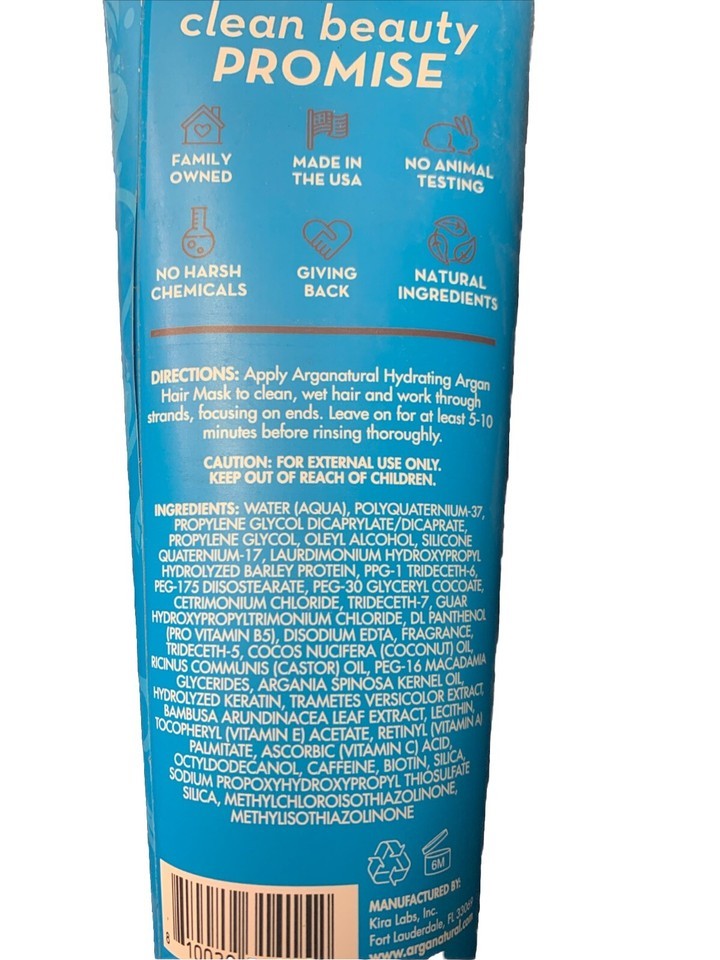 clean beauty
PROMISE
FAMILY
OWNED
MADE IN
THE USA
NO ANIMAL
TESTING
NO HARSH
CHEMICALS
GIVING
BACK
NATURAL
INGREDIENTS
DIRECTIONS: Apply Arganatural Hydrating Argan
Hair Mask to clean, wet hair and work through
strands, focusing on ends. Leave on for at least 5-10
minutes before rinsing thoroughly.
CAUTION: FOR EXTERNAL USE ONLY.
KEEP OUT OF REACH OF CHILDREN.
INGREDIENTS: WATER (AQUA), POLYQUATERNIUM-37,
PROPYLENE GLYCOL DICAPRYLATE/DICAPRATE,
PROPYLENE GLYCOL, OLEYL ALCOHOL, SILICONE
QUATERNIUM-17, LAURDIMONIUM HYDROXYPROPYL
HYDROLYZED BARLEY PROTEIN, PPG-1 TRIDECETH-6,
PEG-175 DIISOSTEARATE, PEG-30 GLYCERYL COCOATE,
CETRIMONIUM CHLORIDE, TRIDECETH-7, GUAR
HYDROXYPROPYLTRIMONIUM CHLORIDE, DL PANTHENOL
(PRO VITAMIN B5), DISODIUM EDTA, FRAGRANCE,
TRIDECETH-5, COCOS NUCIFERA (COCONUT) OIL,
RICINUS COMMUNIS (CASTOR) OIL, PEG-16 MACADAMIA
GLYCERIDES, ARGANIA SPINOSA KERNEL OIL,
HYDROLYZED KERATIN, TRAMETES VERSICOLOR EXTRACT,
BAMBUSA ARUNDINACEA LEAF EXTRACT, LECITHIN,
TOCOPHERYL (VITAMIN E) ACETATE, RETINYL (VITAMIN A)
PALMITATE, ASCORBIC (VITAMIN C) ACID,
OCTYLDODECANOL, CAFFEINE, BIOTIN, SILICA,
SODIUM PROPOXYHYDROXYPROPYL THIOSULFATE
SILICA, METHYLCHLOROISOTHIAZOLINONE,
METHYLISOTHIAZOLINONE
6M
MANUFACTURED BY:
Kira Labs, Inc.
Fort Lauderdale, FL 33069
www.arganatural.com